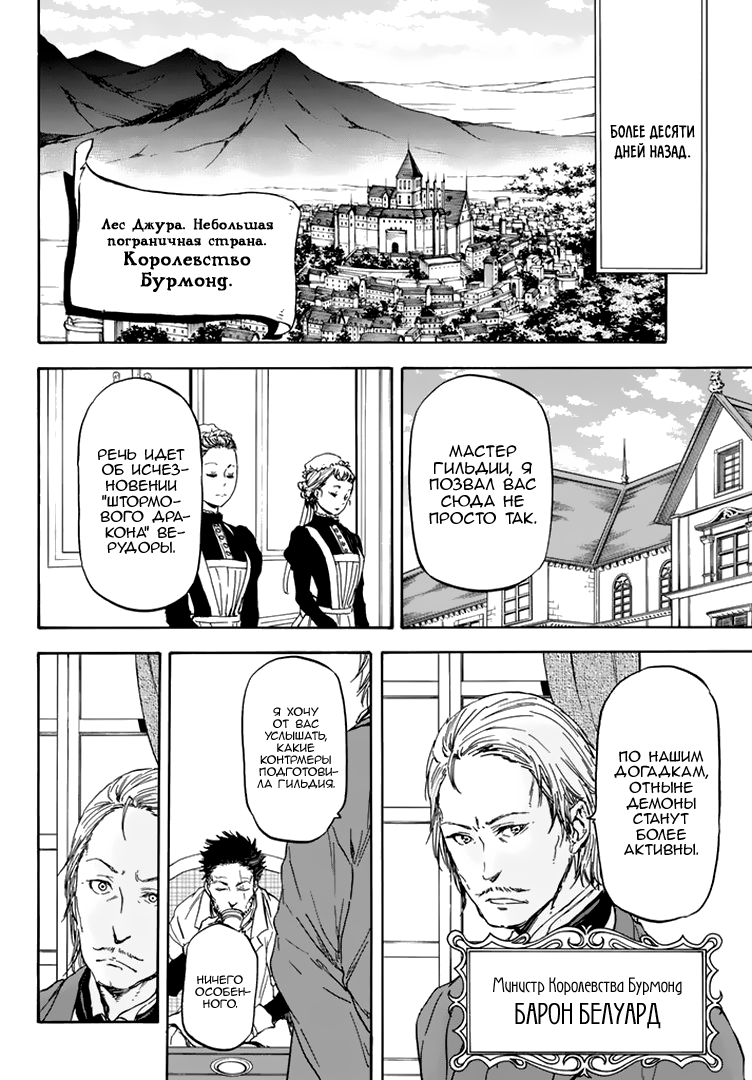 БОЛЕЕ ДЕСЯТИ
ДНЕЙ НАЗАД.
Лес Джура. Небольшая
пограничная страна.
Королевство
Бурмонд.
МАСТЕР
ГИЛЬДИИ, Я
ПОЗВАЛ ВАС
СЮДА НЕ
ПРОСТО ТАК.
РЕЧЬ ИДЕТ
ОБ ИСЧЕЗ-
НОВЕНИИ
"ШТОРМО-
ВОГО ДРА-
КОНА" ВЕ-
РУДОРЫ.
ПО НАШИМ
ДОГАДКАМ,
ОТНЫНЕ
ДЕМОНЫ
СТАНУТ
БОЛЕЕ
АКТИВНЫ.
Министр Королевства Бурмонд
БАРОН БЕЛУАРД
Я ХОЧУ
ОТ ВАС
УСЛЫШАТЬ,
КАКИЕ
КОНТРМЕРЫ
ПОДГОТОВИ-
ЛА ГИЛЬДИЯ.
НИЧЕГО
ОСОБЕН-
НОГО.